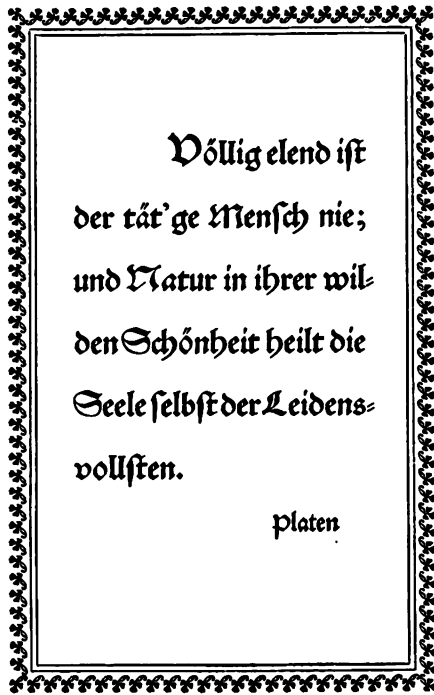 Völlig elend iſt
der tät'ge Menſch nie;
und Natur in ihrer wil⸗
den Schönheit heilt die
Seele ſelbſt der Leidens⸗
vollſten.
Platen